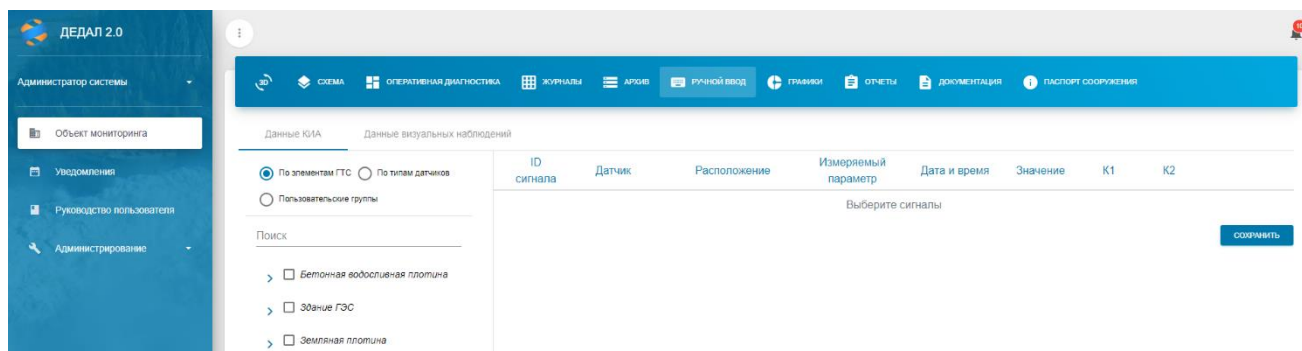 ДЕДАЛ 2.0
Администратор системы
Объект мониторинга
Уведомления
Руководство пользователя
Администрирование
3D СХЕМА ОПЕРАТИВНАЯ ДИАГНОСТИКА ЖУРНАЛЫ АРХИВ РУЧНОЙ ВВОД ГРАФИКИ ОТЧЕТЫ ДОКУМЕНТАЦИЯ ПАСПОРТ СООРУЖЕНИЯ
Данные КИА Данные визуальных наблюдений
По элементам ГТС По типам датчиков
Пользовательские группы
Поиск
Бетонная водосливная плотина
Здание ГЭС
Земляная плотина
ID сигнала Датчик Расположение Измеряемый параметр Дата и время Значение К1 К2
Выберите сигналы
СОХРАНИТЬ